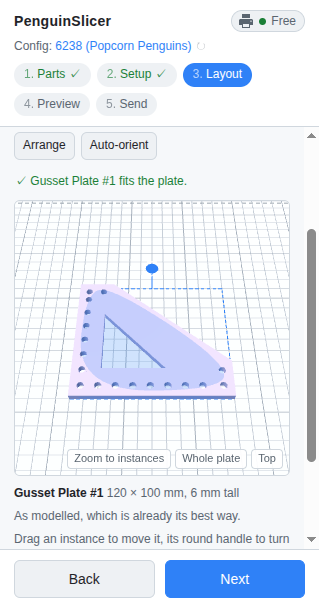 PenguinSlicer
Free
Config: 6238 (Popcorn Penguins)
1. Parts ✓
2. Setup ✓
3. Layout
4. Preview
5. Send
Arrange
Auto-orient
✓ Gusset Plate #1 fits the plate.
Zoom to instances
Whole plate
Top
Gusset Plate #1 120 × 100 mm, 6 mm tall
As modelled, which is already its best way.
Drag an instance to move it, its round handle to turn
Back
Next